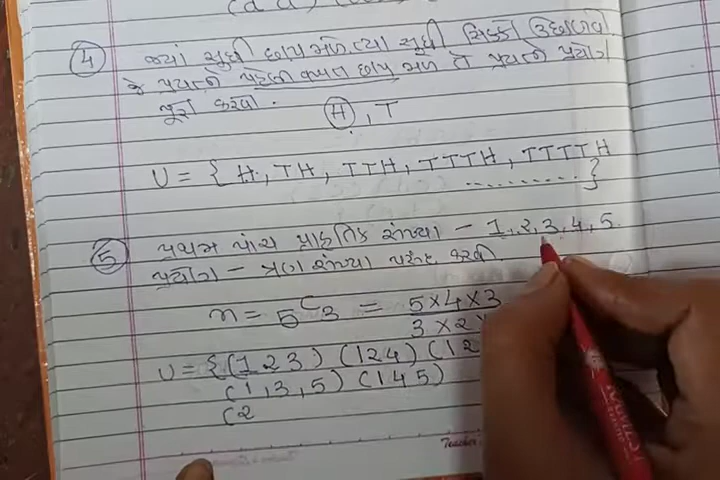 ④ જ્યાં સુધી છાપ મળે ત્યા સુધી સિક્કો ઉછાળવો
જે પ્રયત્ને પહેલી વખત છાપ મળે તે પ્રયત્ને પ્રયોગ
પૂરો કરવો.
H, T
U = { H, TH, TTH, TTTH, TTTTH
.......... }
⑤ પ્રથમ પાંચ પ્રાકૃતિક સંખ્યા - 1, 2, 3, 4, 5.
પ્રયોગ - ત્રણ સંખ્યા પસંદ કરવી
n = 5C3 = 5×4×3
3×2×
U = {(1 2 3) (1 2 4) (1 2
(1, 3, 5) (1 4 5)
(2